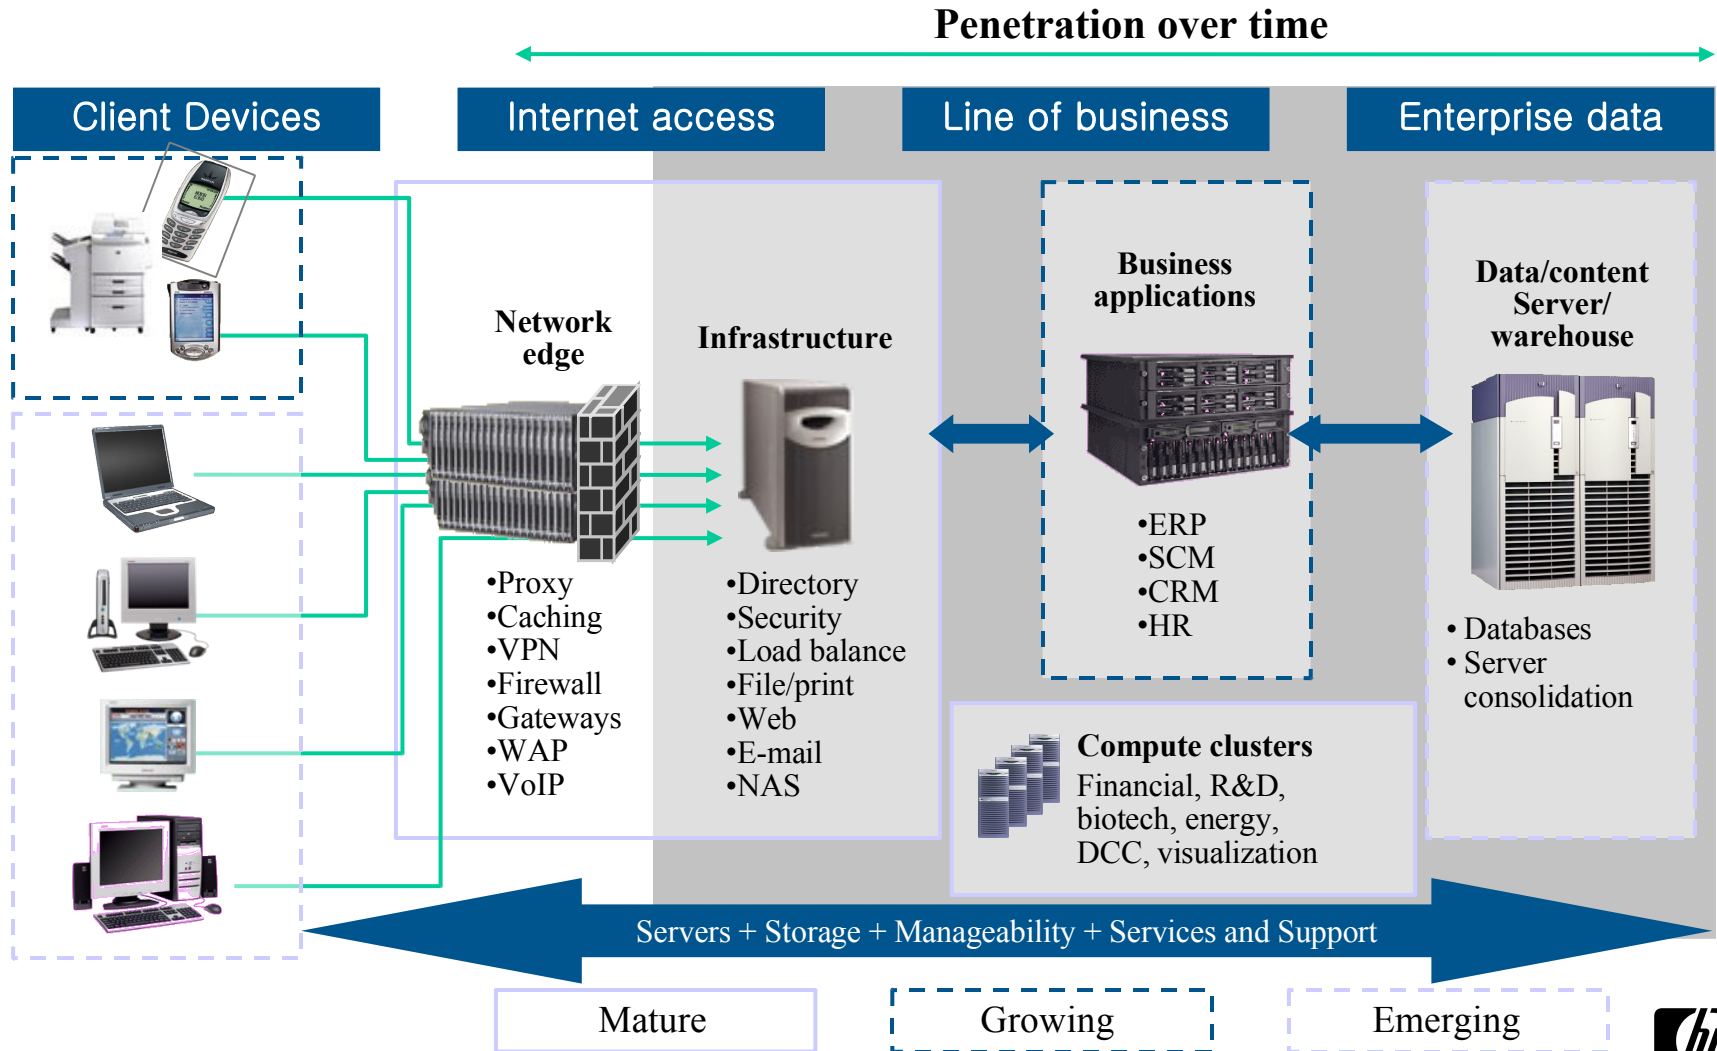 Penetration over time
Client Devices
Internet access
Line of business
Enterprise data
Network
edge
•Proxy
•Caching
•VPN
•Firewall
•Gateways
•WAP
•VoIP
Infrastructure
•Directory
•Security
•Load balance
•File/print
•Web
•E-mail
•NAS
Business
applications
•ERP
•SCM
•CRM
•HR
Data/content
Server/
warehouse
• Databases
• Server
consolidation
Compute clusters
Financial, R&D,
biotech, energy,
DCC, visualization
Servers + Storage + Manageability + Services and Support
Mature
Growing
Emerging